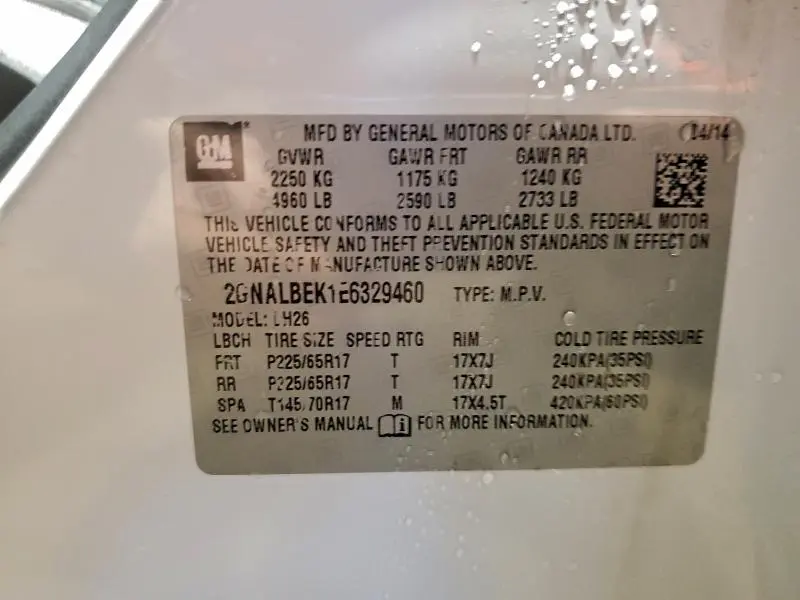 GM MFD BY GENERAL MOTORS OF CANADA LTD. 04/14
GVWR GAWR FRT GAWR RR
2250 KG 1175 KG 1240 KG
4960 LB 2590 LB 2733 LB
THIS VEHICLE CONFORMS TO ALL APPLICABLE U.S. FEDERAL MOTOR
VEHICLE SAFETY AND THEFT PREVENTION STANDARDS IN EFFECT ON
THE DATE OF MANUFACTURE SHOWN ABOVE.
2GNALBEK1E6329460 TYPE: M.P.V.
MODEL: LH26
LBCH TIRE SIZE SPEED RTG RIM COLD TIRE PRESSURE
FRT P225/65R17 T 17X7J 240KPA(35PSI)
RR P225/65R17 T 17X7J 240KPA(35PSI)
SPA T145/70R17 M 17X4.5T 420KPA(60PSI)
SEE OWNER'S MANUAL FOR MORE INFORMATION.